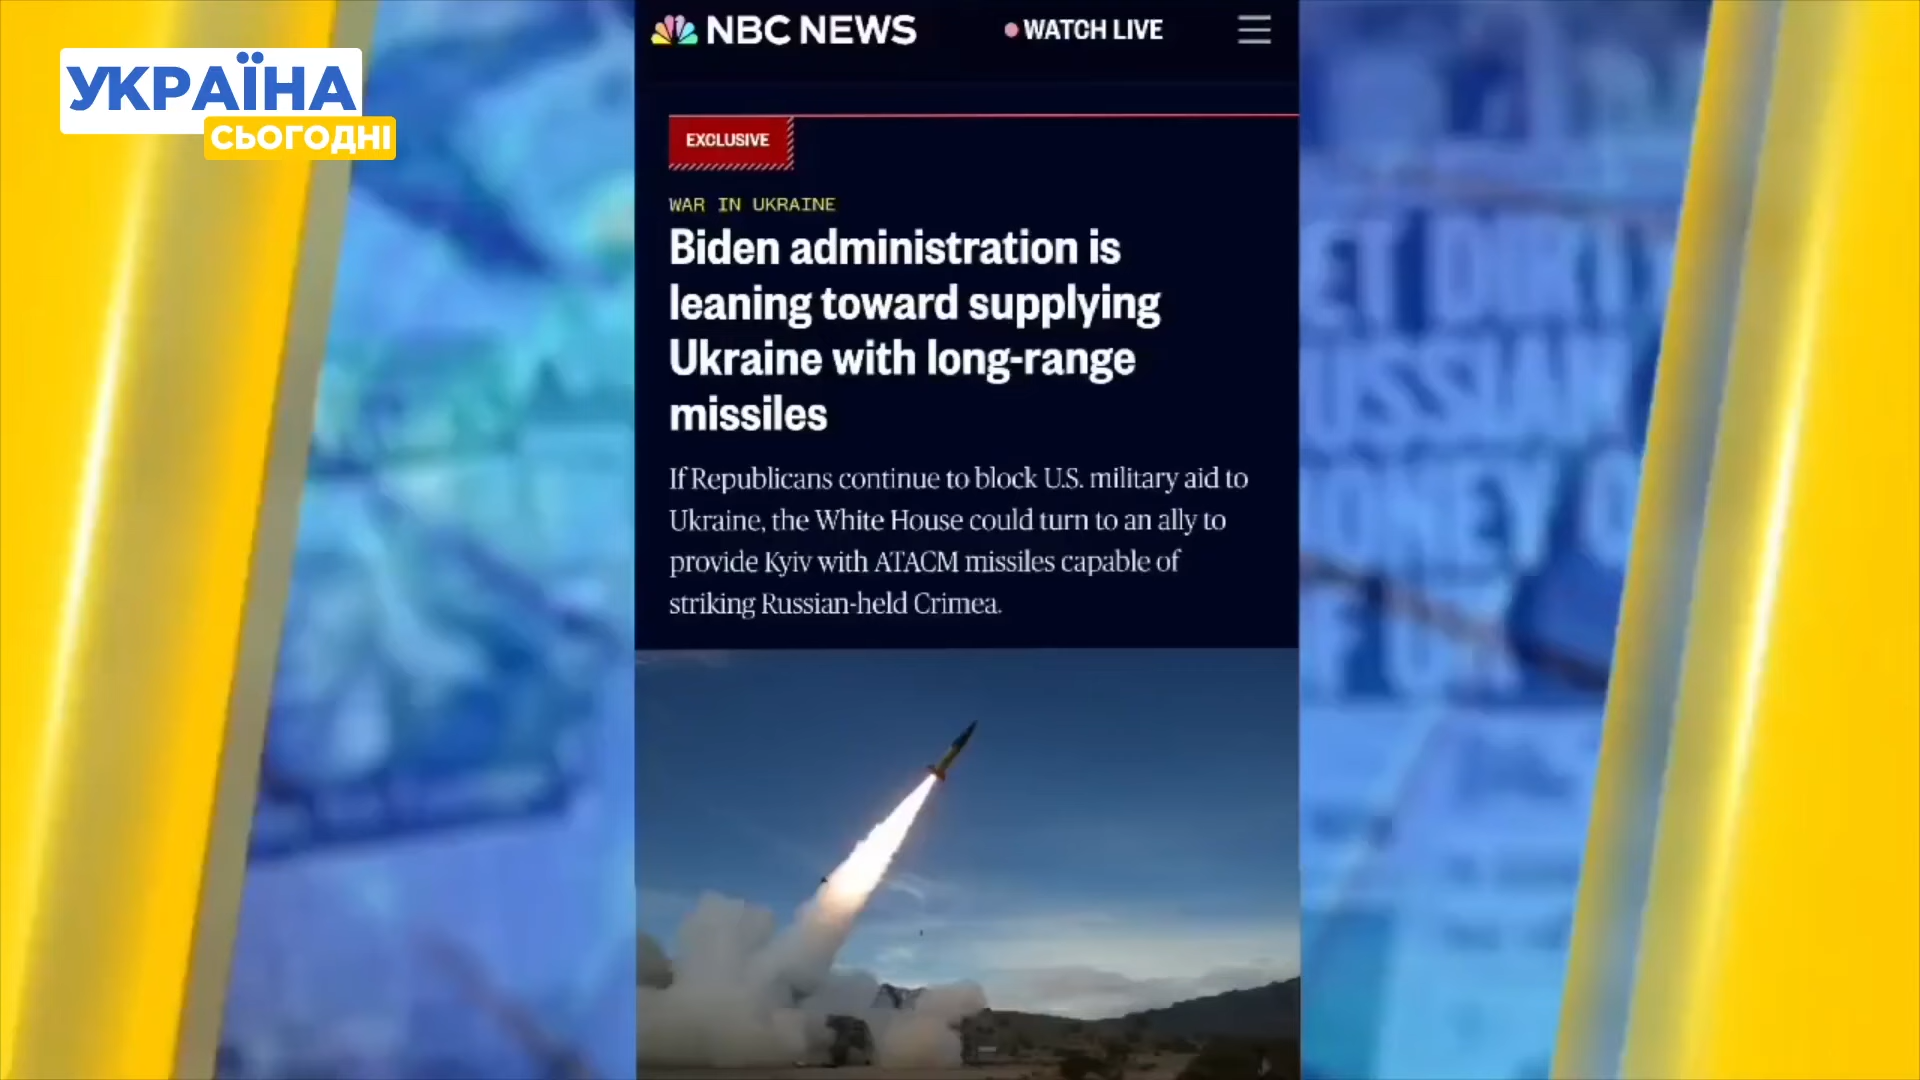 УКРАЇНА
СЬОГОДНІ
NBC NEWS
WATCH LIVE
EXCLUSIVE
WAR IN UKRAINE
Biden administration is
leaning toward supplying
Ukraine with long-range
missiles
If Republicans continue to block U.S. military aid to
Ukraine, the White House could turn to an ally to
provide Kyiv with ATACM missiles capable of
striking Russian-held Crimea.